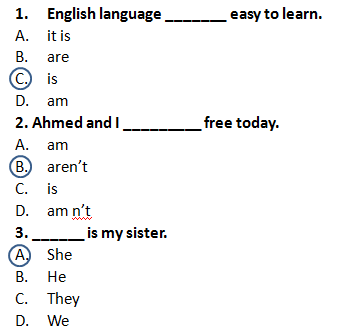 1. English language _______ easy to learn.
A. it is
B. are
C. is
D. am
2. Ahmed and I _________ free today.
A. am
B. aren't
C. is
D. am n't
3. ______ is my sister.
A. She
B. He
C. They
D. We